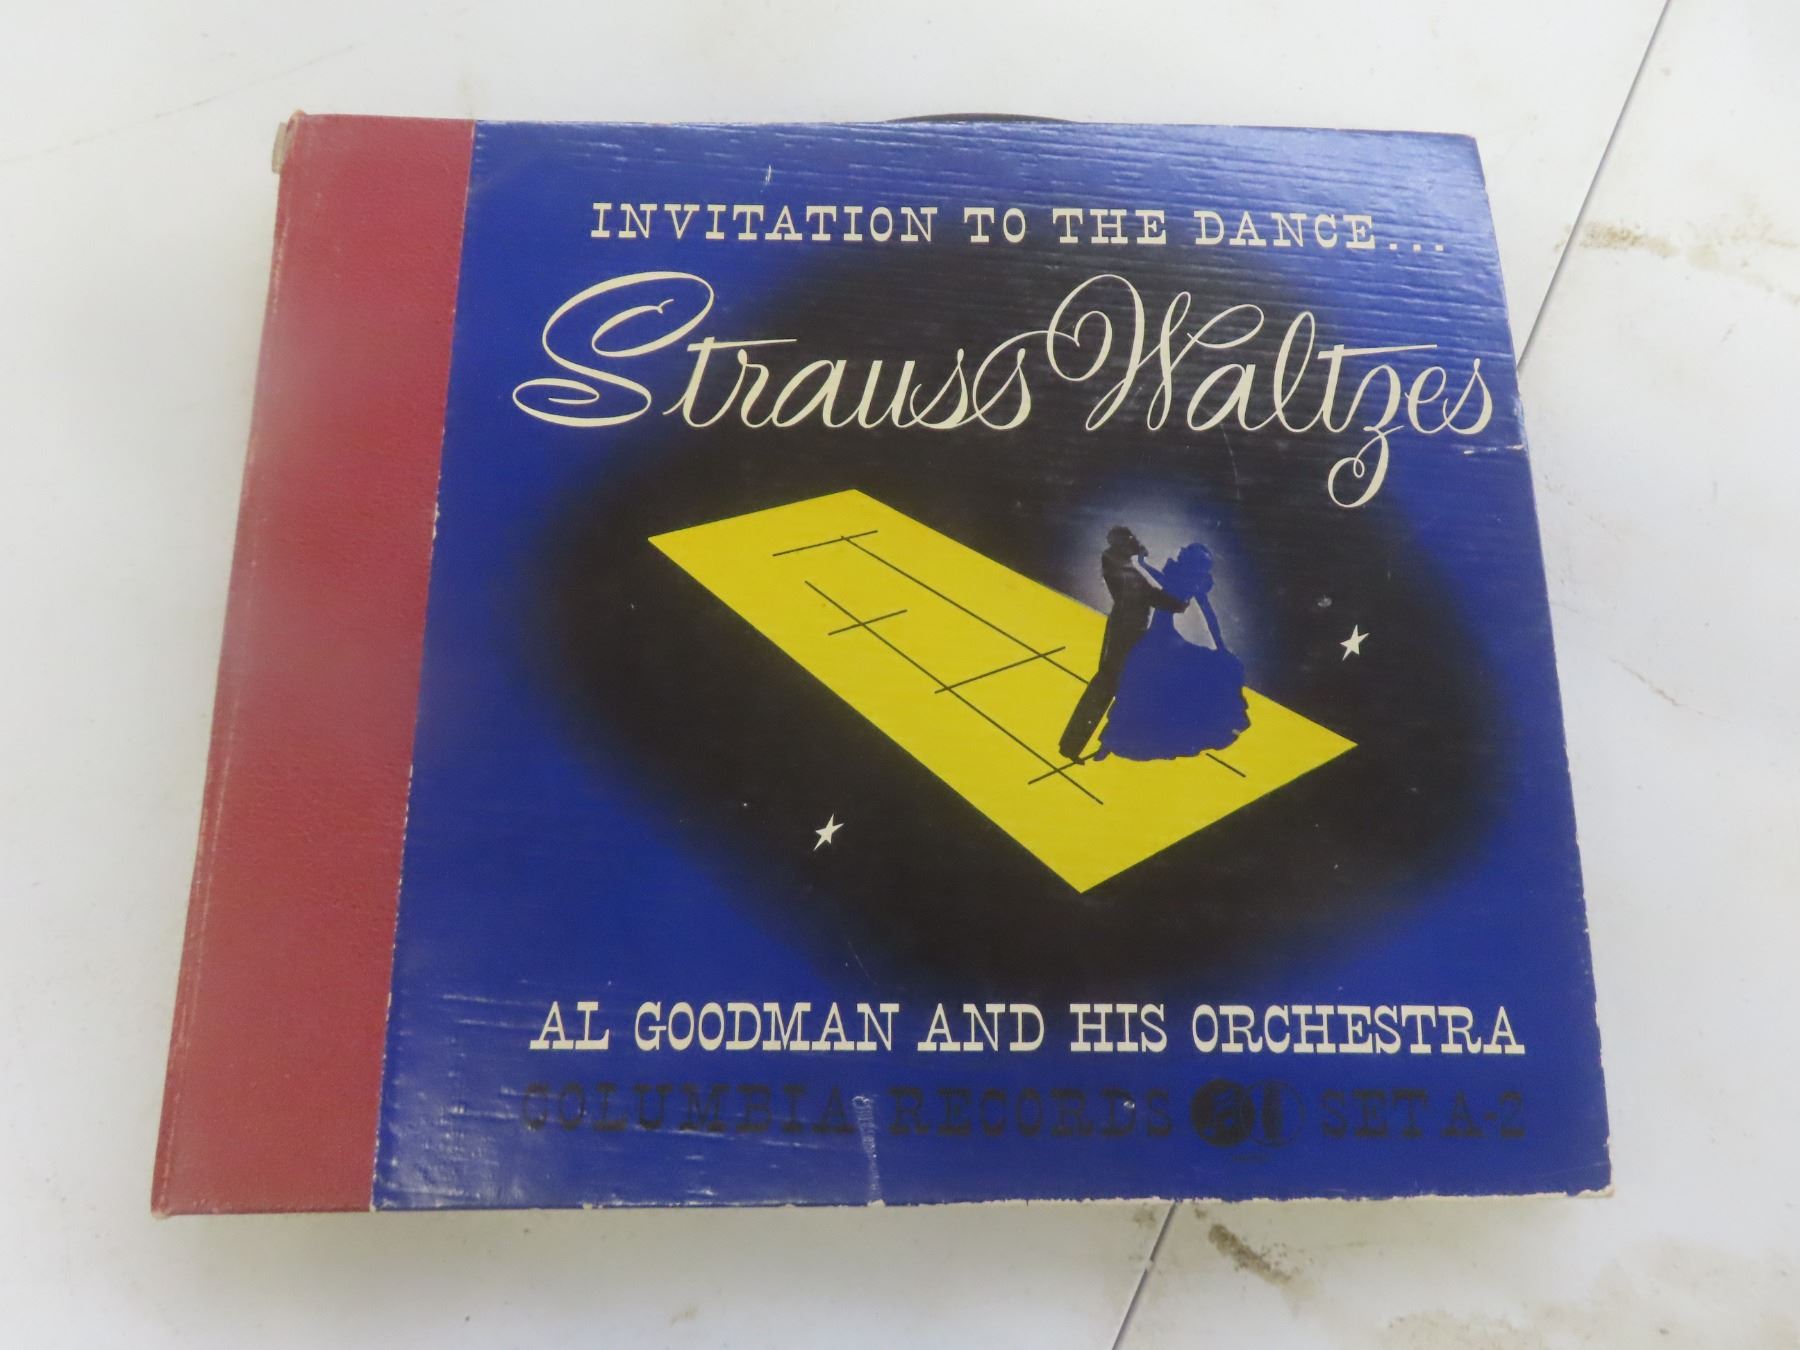 INVITATION TO THE DANCE...
Strauss Waltzes
AL GOODMAN AND HIS ORCHESTRA
COLUMBIA RECORDS SET A-2